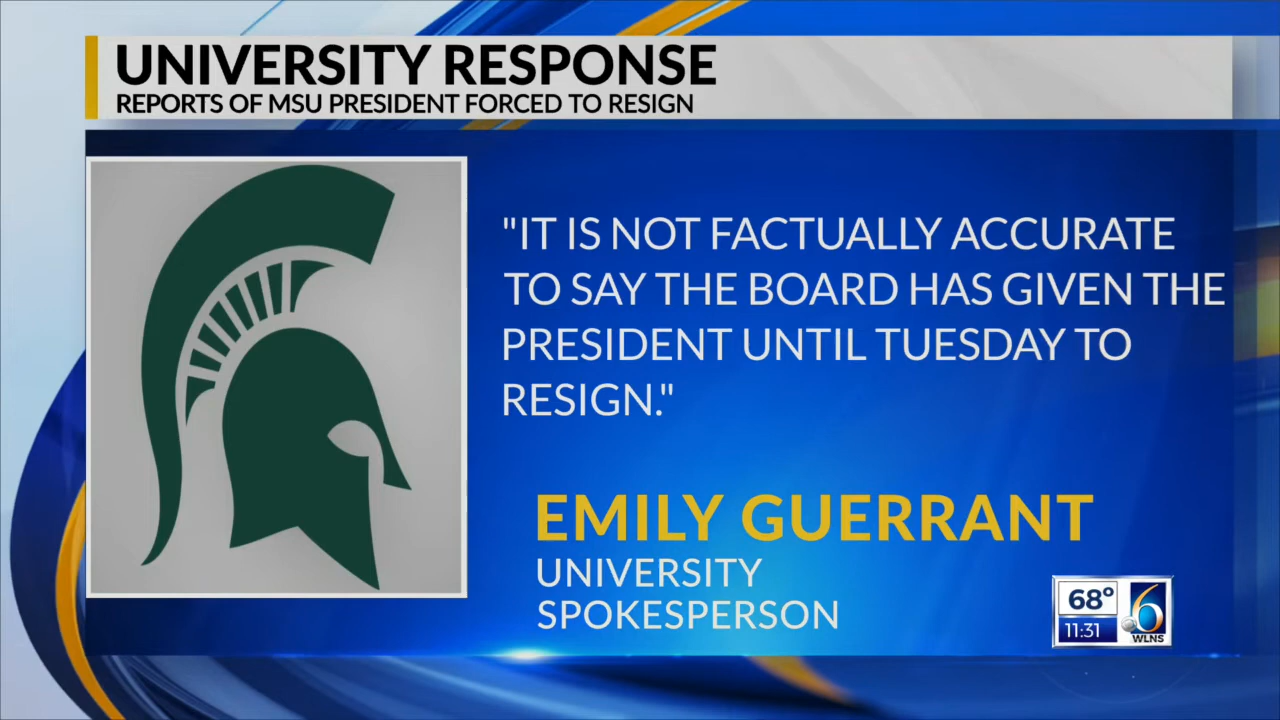 UNIVERSITY RESPONSE
REPORTS OF MSU PRESIDENT FORCED TO RESIGN
"IT IS NOT FACTUALLY ACCURATE
TO SAY THE BOARD HAS GIVEN THE
PRESIDENT UNTIL TUESDAY TO
RESIGN."
EMILY GUERRANT
UNIVERSITY
SPOKESPERSON
68°
11:31
6
WLNS